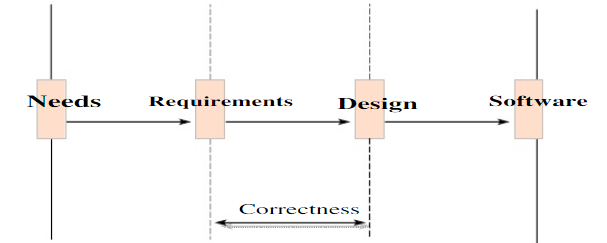 Needs
Requirements
Design
Software
Correctness